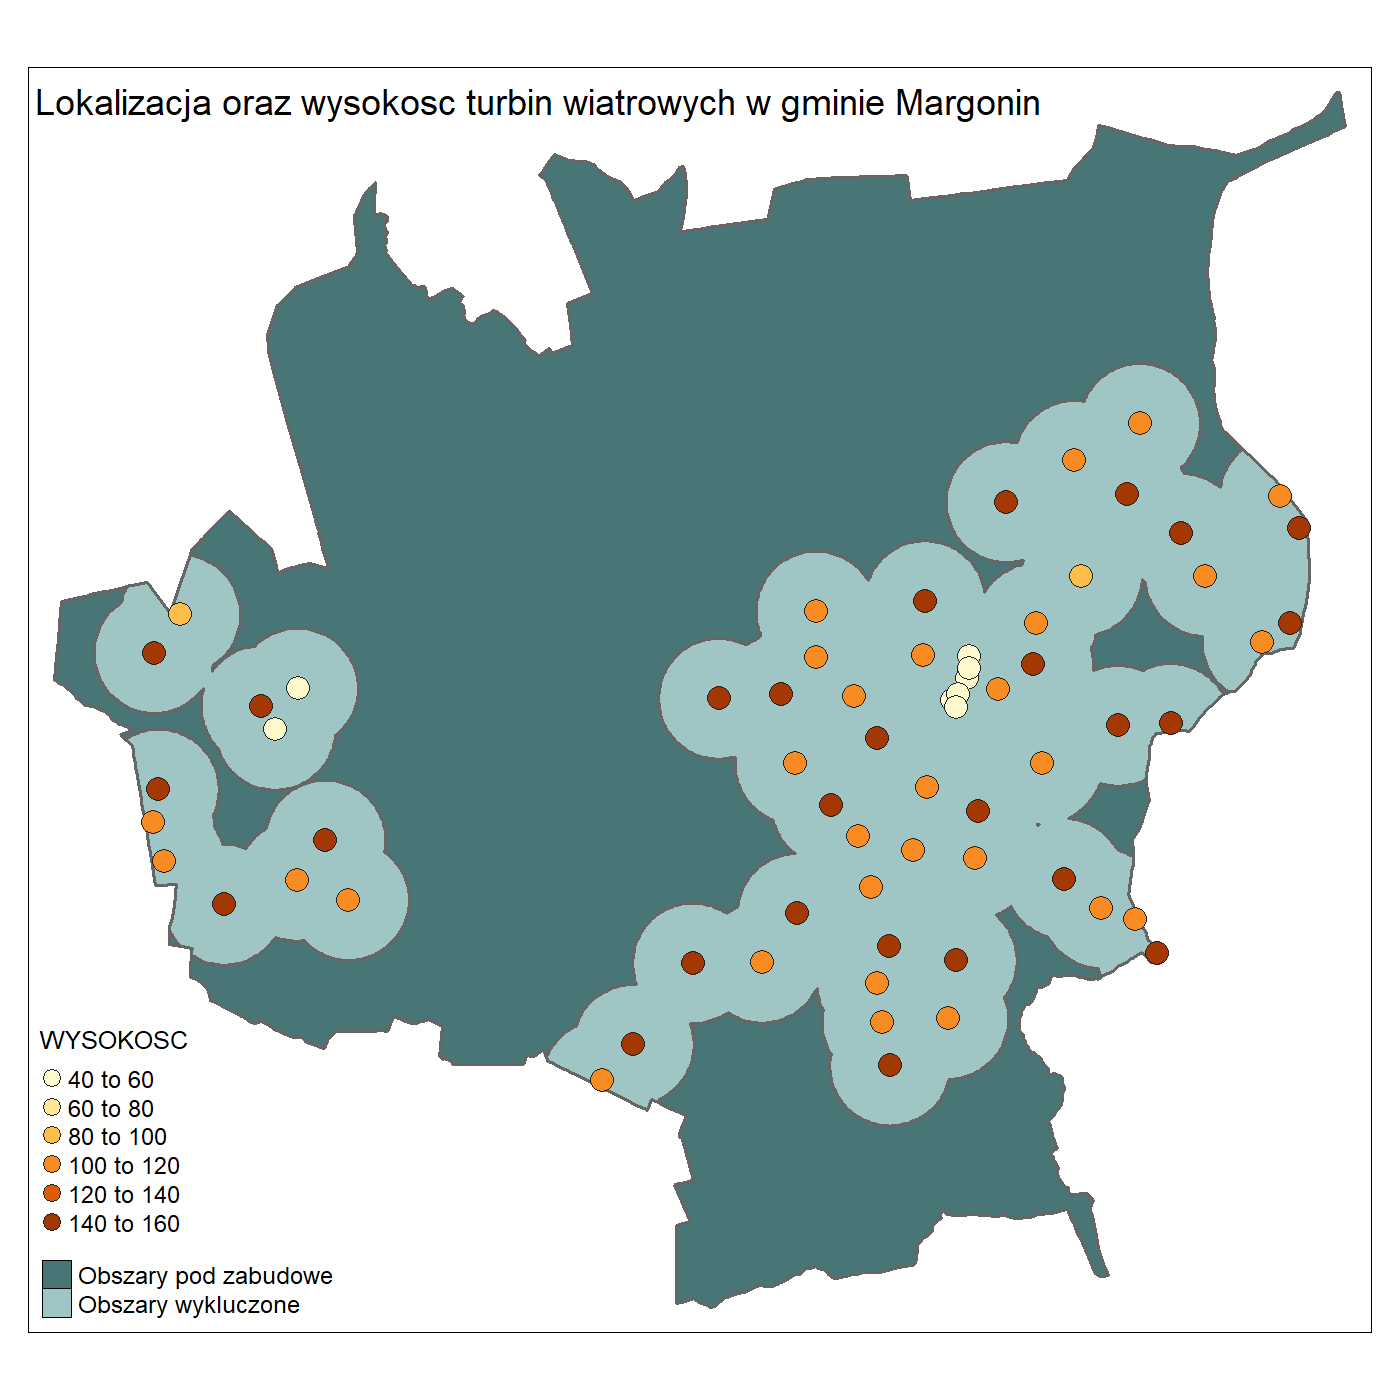 Lokalizacja oraz wysokosc turbin wiatrowych w gminie Margonin
WYSOKOSC
40 to 60
60 to 80
80 to 100
100 to 120
120 to 140
140 to 160
Obszary pod zabudowe
Obszary wykluczone